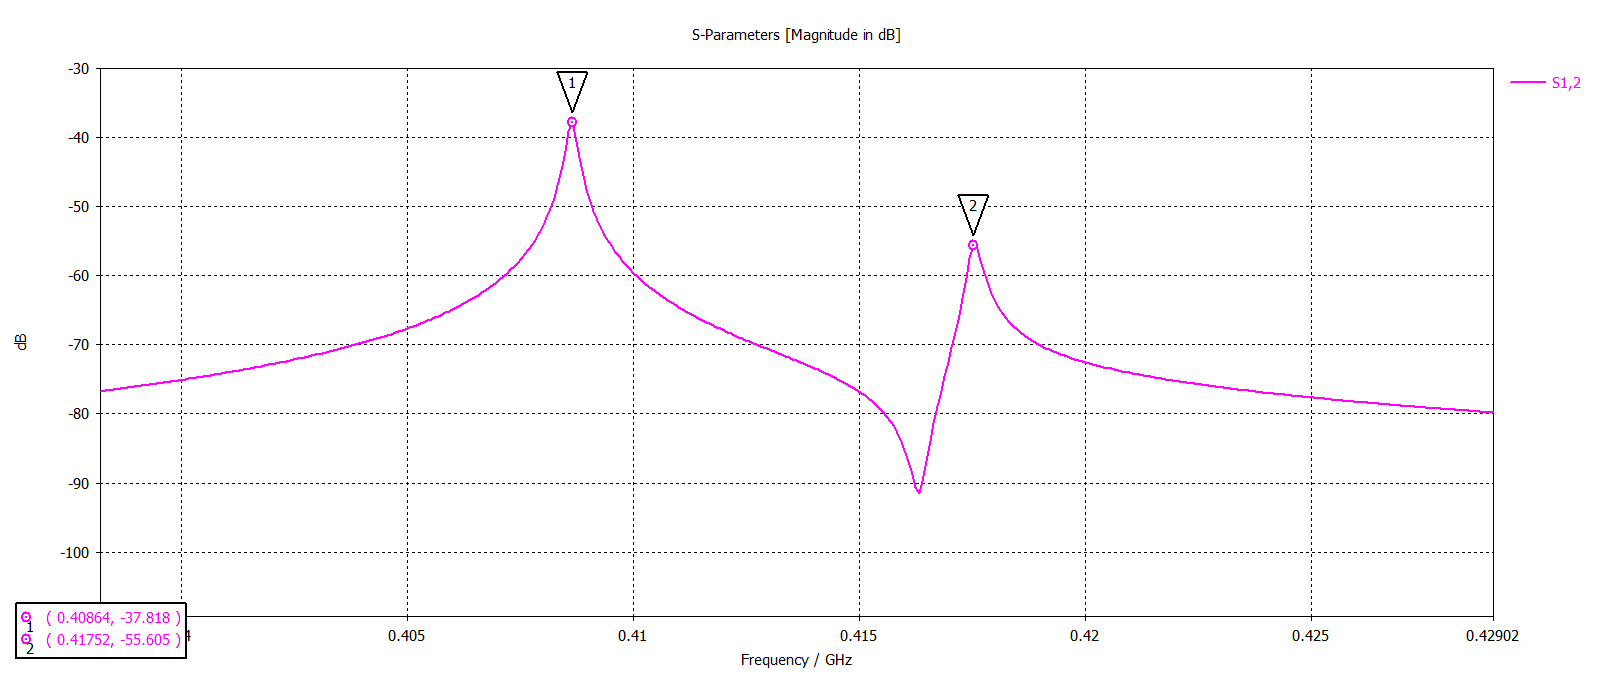 S-Parameters [Magnitude in dB]
S1,2
1
2
-30
-40
-50
-60
-70
-80
-90
-100
dB
1 ( 0.40864, -37.818 )
2 ( 0.41752, -55.605 )
4 0.405 0.41 0.415 0.42 0.425 0.42902
Frequency / GHz